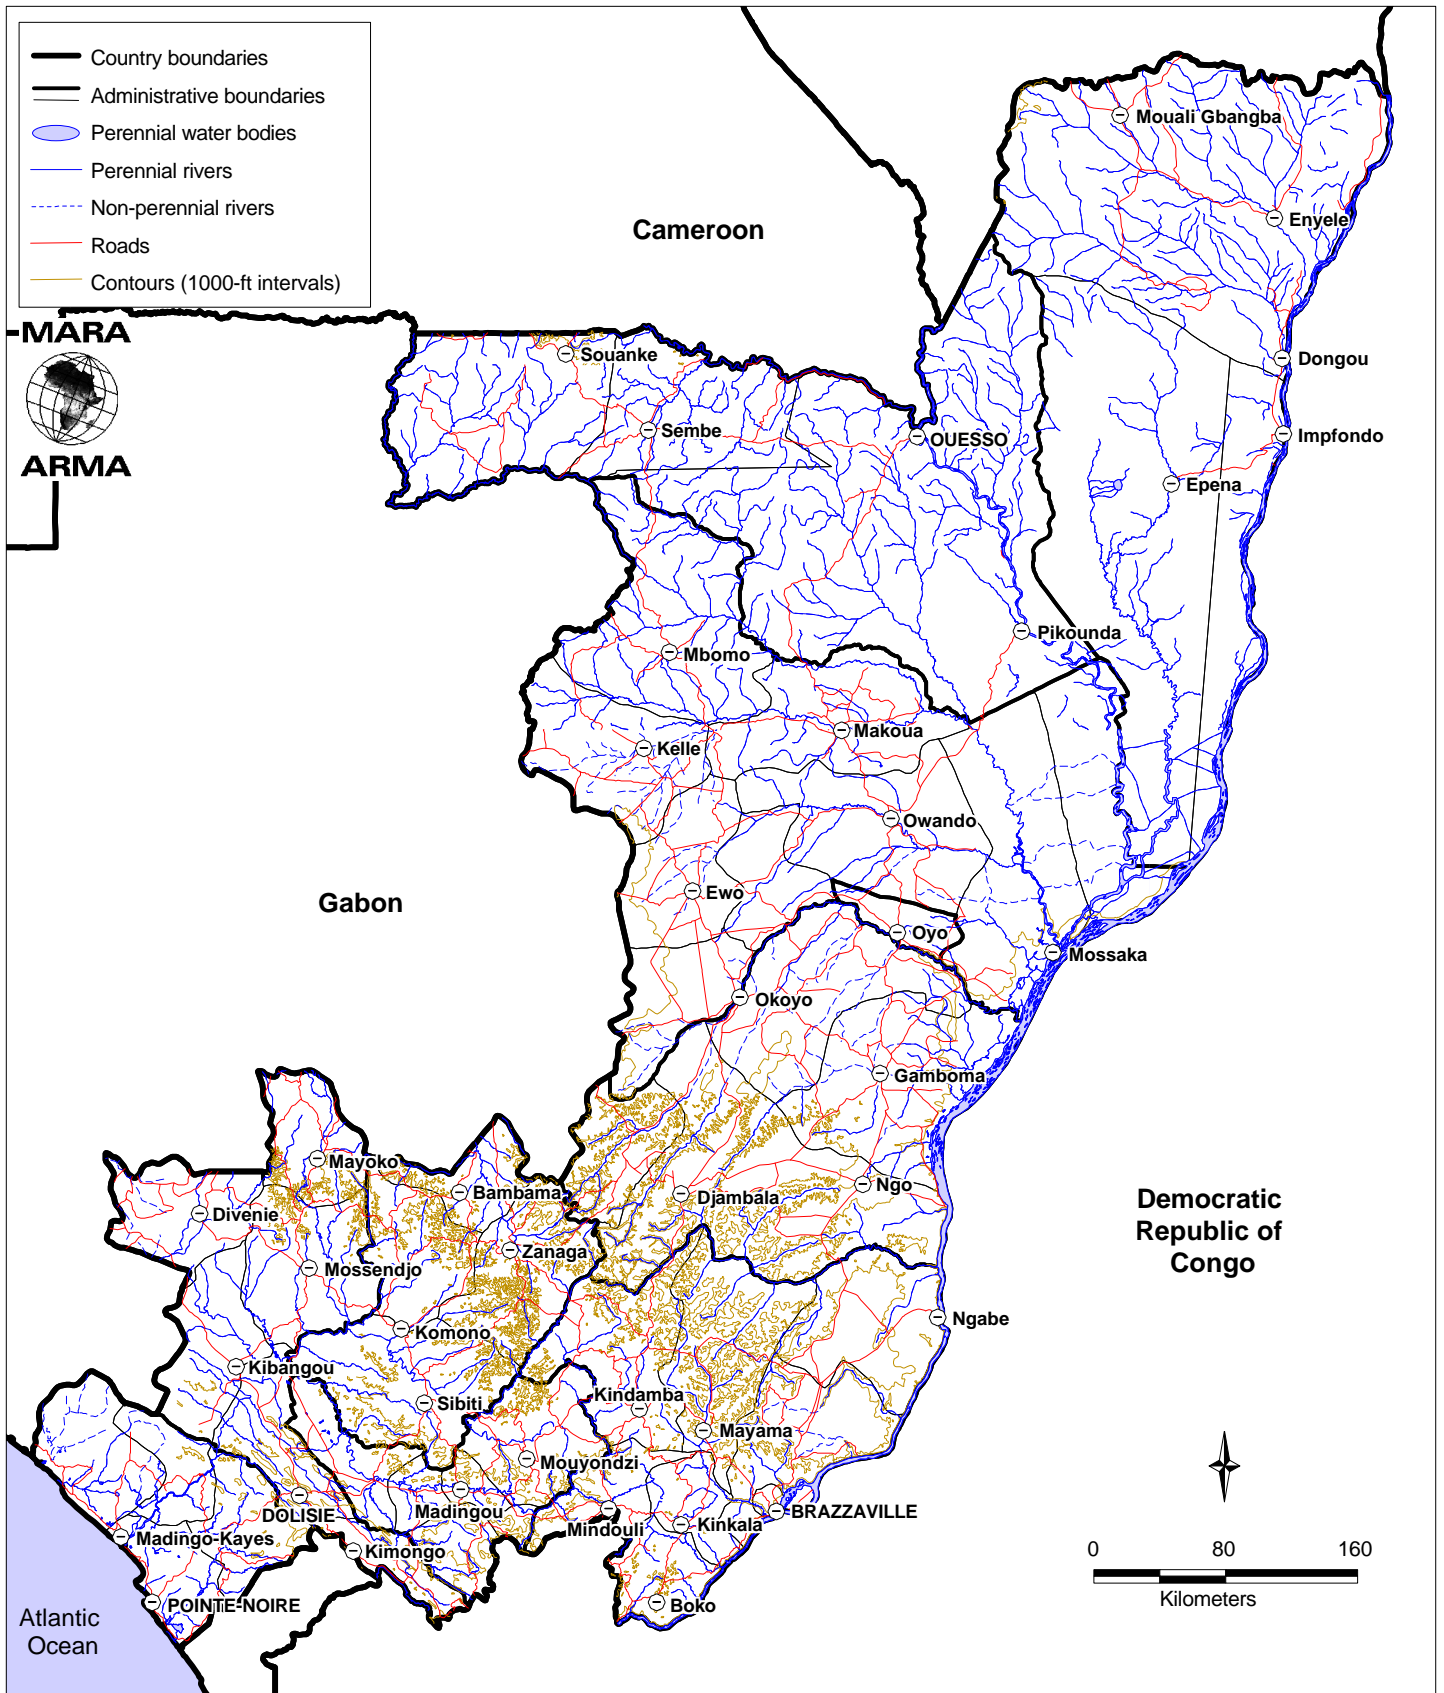 Country boundaries
Administrative boundaries
Perennial water bodies
Perennial rivers
Non-perennial rivers
Roads
Contours (1000-ft intervals)
MARA
ARMA
Cameroon
Mouali Gbangba
Enyele
Souanke
Dongou
Sembe
OUESSO
Impfondo
Epena
Pikounda
Mbomo
Makoua
Kelle
Owando
Gabon
Ewo
Oyo
Mossaka
Okoyo
Gamboma
Mayoko
Bambama
Djambala
Ngo
Democratic
Republic of
Congo
Divenie
Zanaga
Mossendjo
Ngabe
Komono
Kibangou
Kindamba
Sibiti
Mayama
Mouyondzi
DOLISIE
Madingou
Mindouli
Kinkala
BRAZZAVILLE
Madingo-Kayes
Kimongo
POINTE-NOIRE
Boko
Atlantic
Ocean
0 80 160
Kilometers